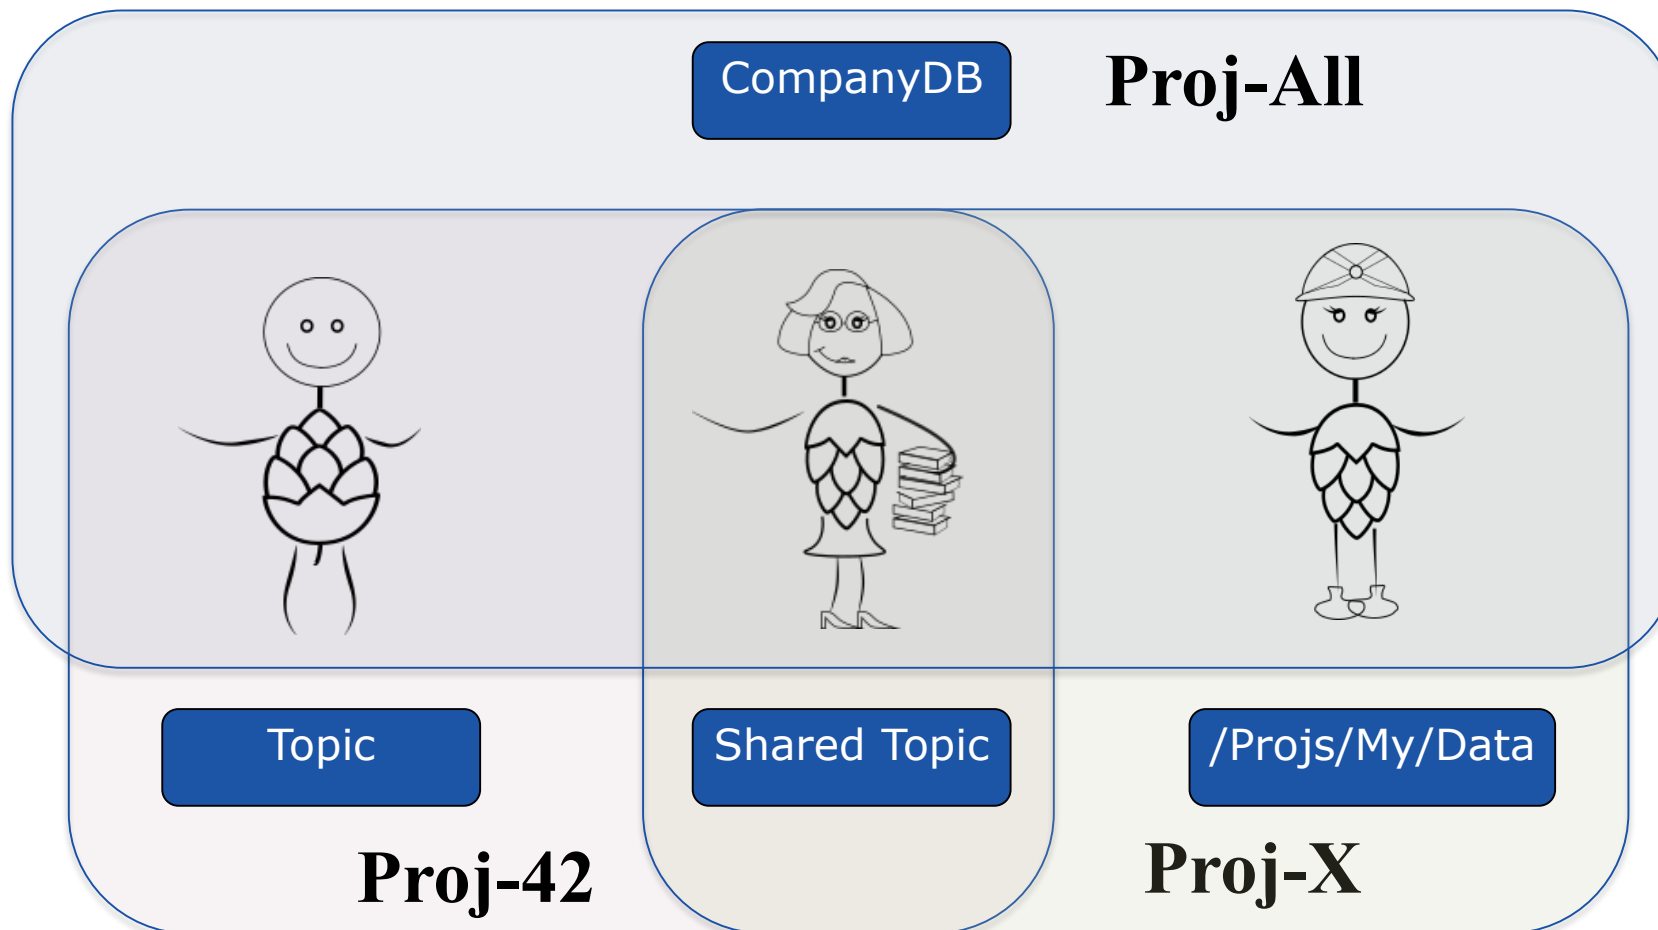 CompanyDB
Proj-All
Topic
Shared Topic
/Projs/My/Data
Proj-42
Proj-X